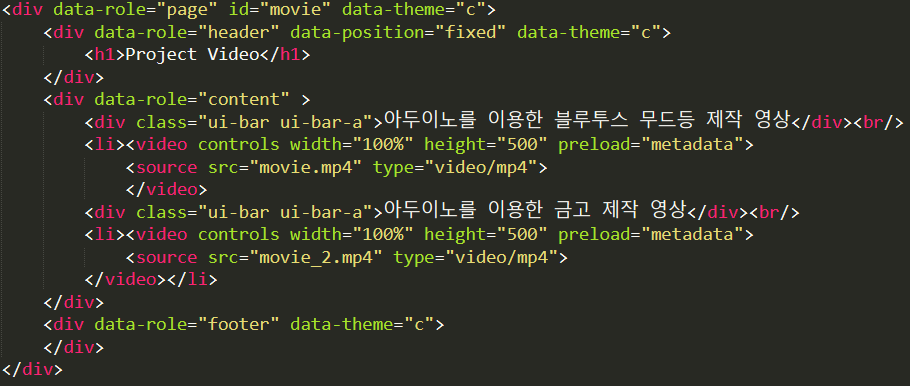 <div data-role="page" id="movie" data-theme="c">
<div data-role="header" data-position="fixed" data-theme="c">
<h1>Project Video</h1>
</div>
<div data-role="content" >
<div class="ui-bar ui-bar-a">아두이노를 이용한 블루투스 무드등 제작 영상</div><br/>
<li><video controls width="100%" height="500" preload="metadata">
<source src="movie.mp4" type="video/mp4">
</video>
<div class="ui-bar ui-bar-a">아두이노를 이용한 금고 제작 영상</div><br/>
<li><video controls width="100%" height="500" preload="metadata">
<source src="movie_2.mp4" type="video/mp4">
</video></li>
</div>
<div data-role="footer" data-theme="c">
</div>
</div>